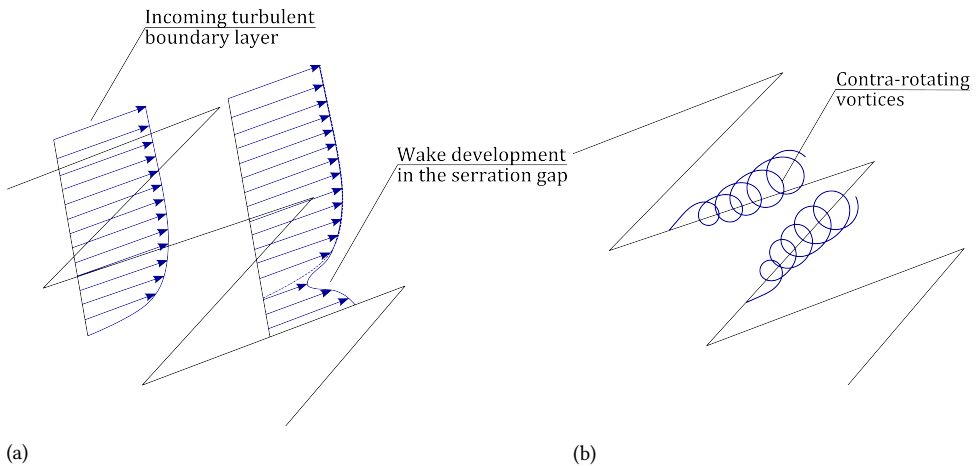 Incoming turbulent
boundary layer
Wake development
in the serration gap
Contra-rotating
vortices
(a)
(b)